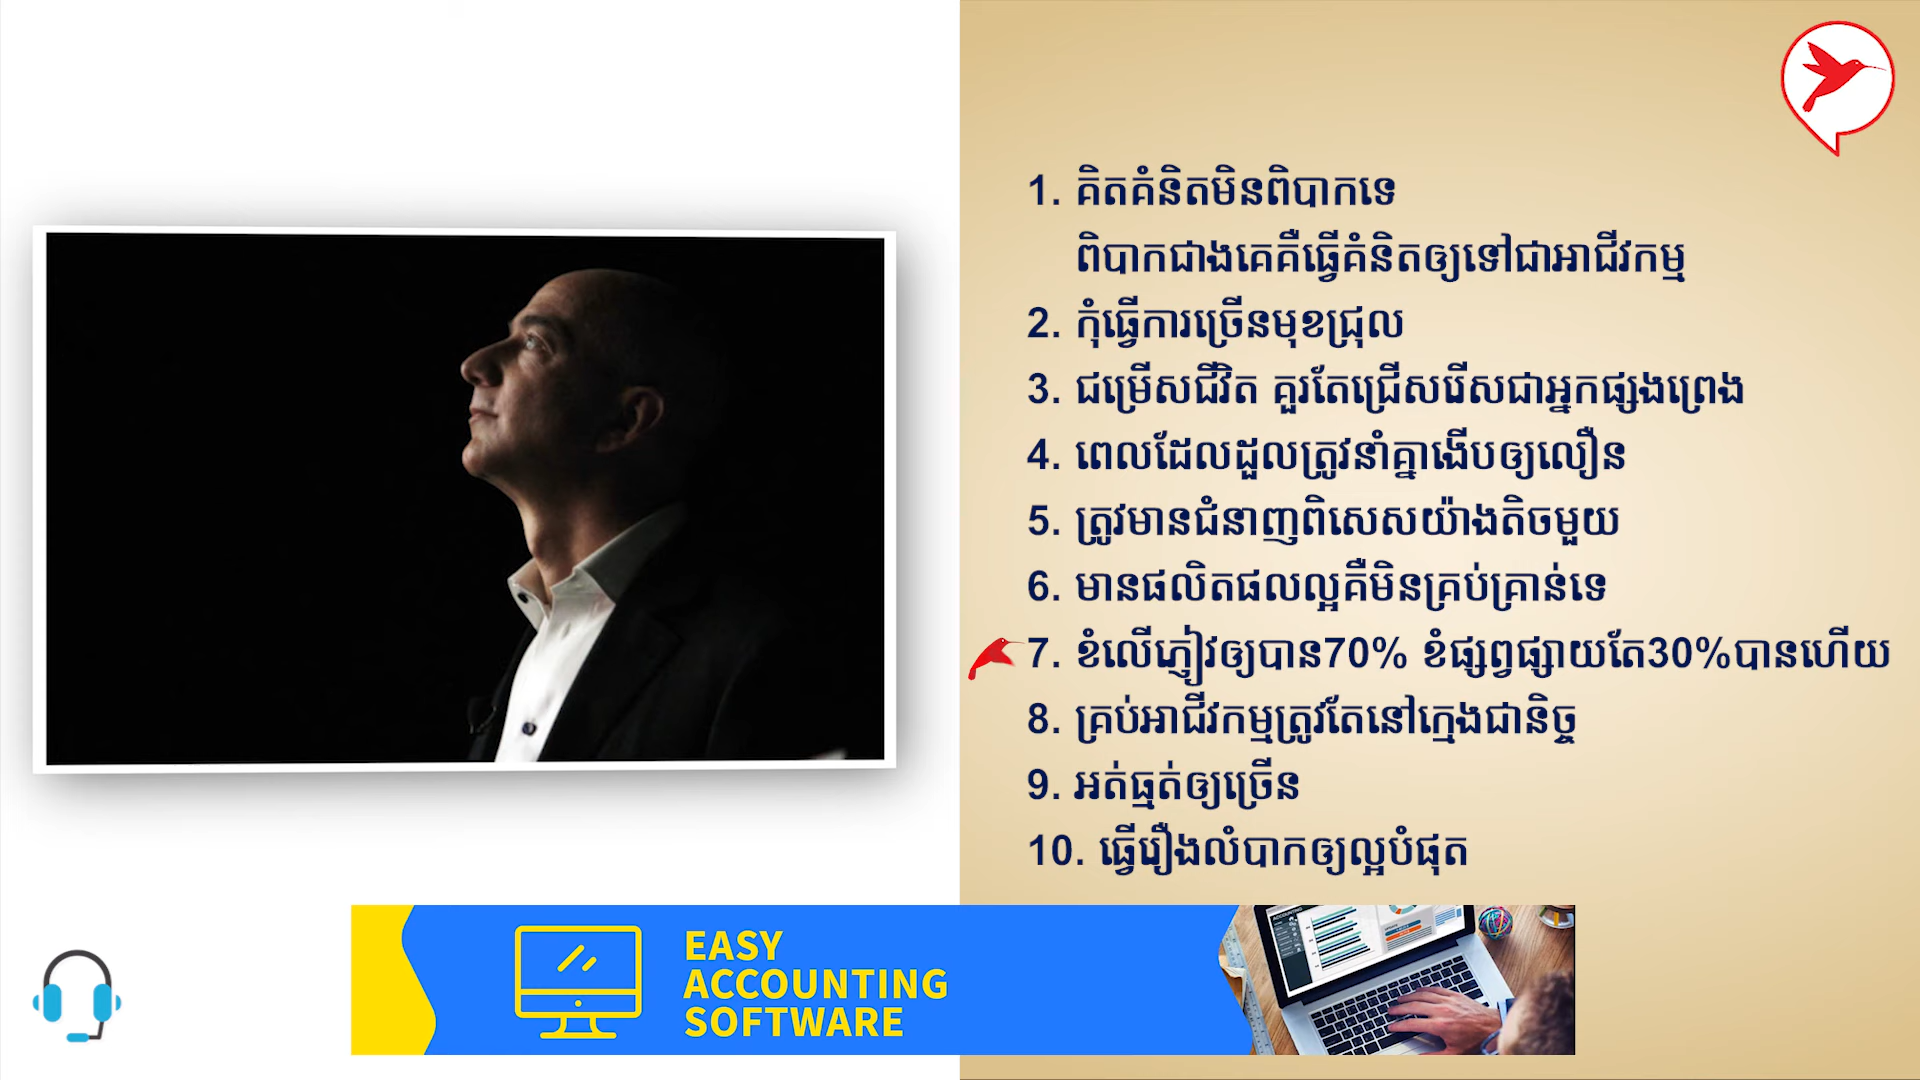 1. គិតគំនិតមិនពិបាកទេ
ពិបាកជាងគេគឺធ្វើគំនិតឲ្យទៅជាអាជីវកម្ម
2. កុំធ្វើការច្រើនមុខជ្រុល
3. ជម្រើសជីវិត គួរតែជ្រើសរើសជាអ្នកផ្សងព្រេង
4. ពេលដែលដួលត្រូវនាំគ្នាងើបឲ្យលឿន
5. ត្រូវមានជំនាញពិសេសយ៉ាងតិចមួយ
6. មានផលិតផលល្អគឺមិនគ្រប់គ្រាន់ទេ
7. ខំលើភ្ញៀវឲ្យបាន70% ខំផ្សព្វផ្សាយតែ30%បានហើយ
8. គ្រប់អាជីវកម្មត្រូវតែនៅក្មេងជានិច្ច
9. អត់ធ្មត់ឲ្យច្រើន
10. ធ្វើរឿងលំបាកឲ្យល្អបំផុត
EASY
ACCOUNTING
SOFTWARE